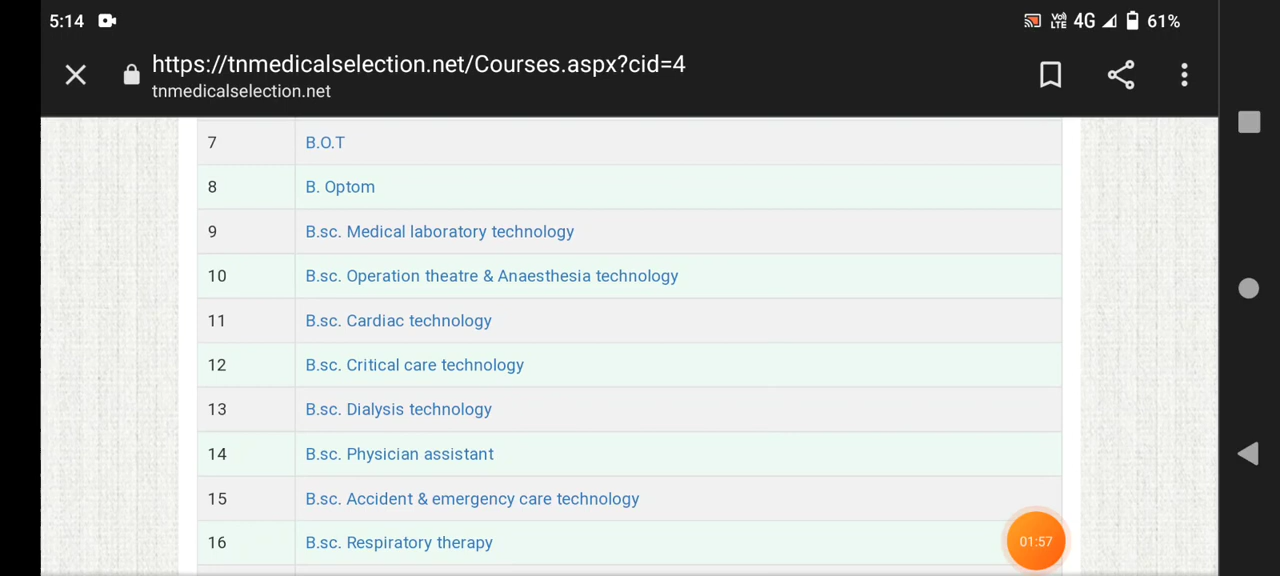 5:14 Vol LTE 4G 61%
https://tnmedicalselection.net/Courses.aspx?cid=4
tnmedicalselection.net
7 B.O.T
8 B. Optom
9 B.sc. Medical laboratory technology
10 B.sc. Operation theatre & Anaesthesia technology
11 B.sc. Cardiac technology
12 B.sc. Critical care technology
13 B.sc. Dialysis technology
14 B.sc. Physician assistant
15 B.sc. Accident & emergency care technology
16 B.sc. Respiratory therapy
01:57